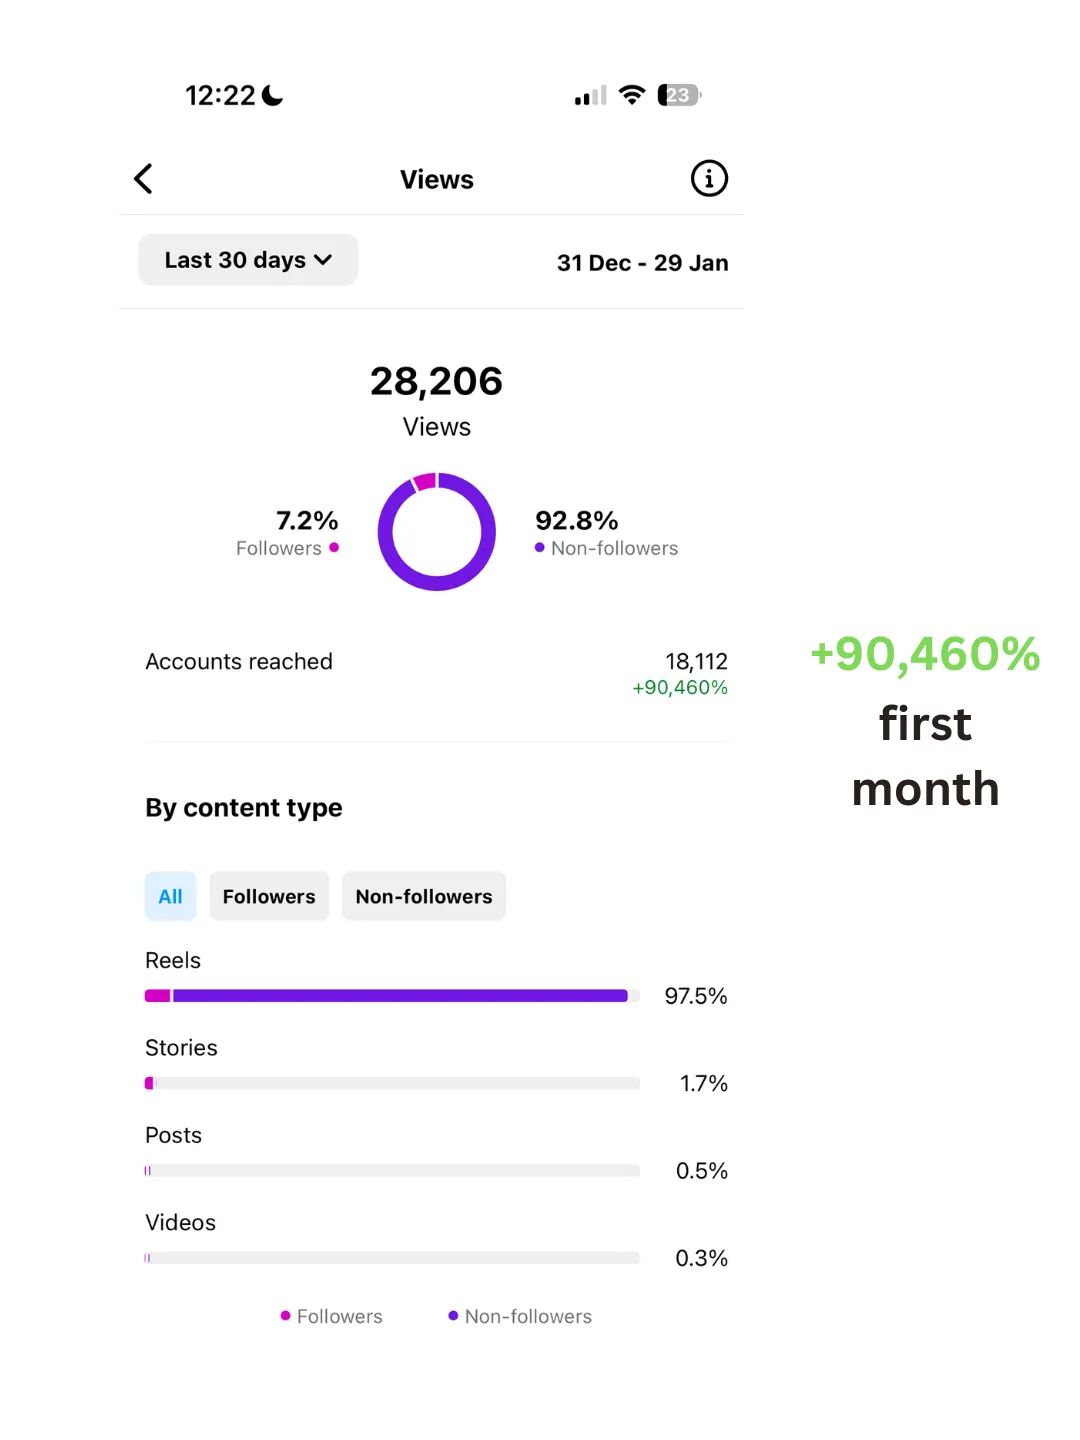 12:22
23
Views
Last 30 days
31 Dec - 29 Jan
28,206
Views
7.2%
Followers
92.8%
Non-followers
Accounts reached
18,112
+90,460%
+90,460%
first
month
By content type
All
Followers
Non-followers
Reels
97.5%
Stories
1.7%
Posts
0.5%
Videos
0.3%
Followers
Non-followers